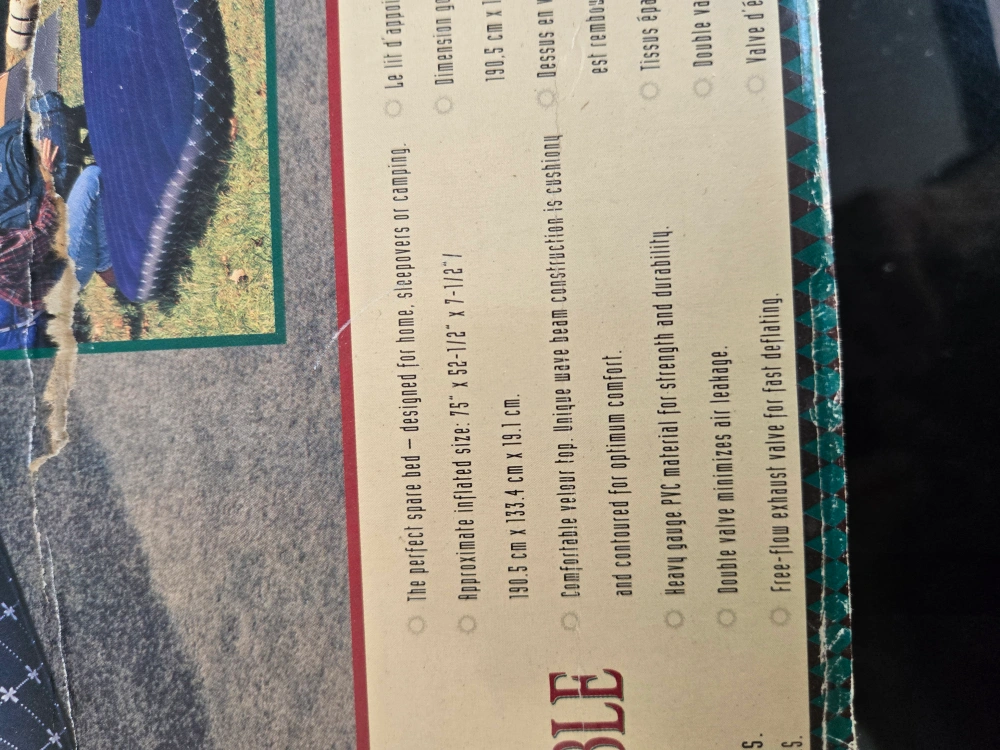 The perfect spare bed – designed for home, sleepovers or camping.
Approximate inflated size: 75" x 52-1/2" x 7-1/2"/
190.5 cm x 133.4 cm x 19.1 cm.
Comfortable velour top. Unique wave beam construction is cushiony
and contoured for optimum comfort.
Heavy gauge PVC material for strength and durability.
Double valve minimizes air leakage.
Free-flow exhaust valve for fast deflating.
Le lit d'appoi
Dimension go
190,5 cm x 1
Dessus en v
est rembou
Tissus épa
Double va
Valve d'é
BLE
s.
s.